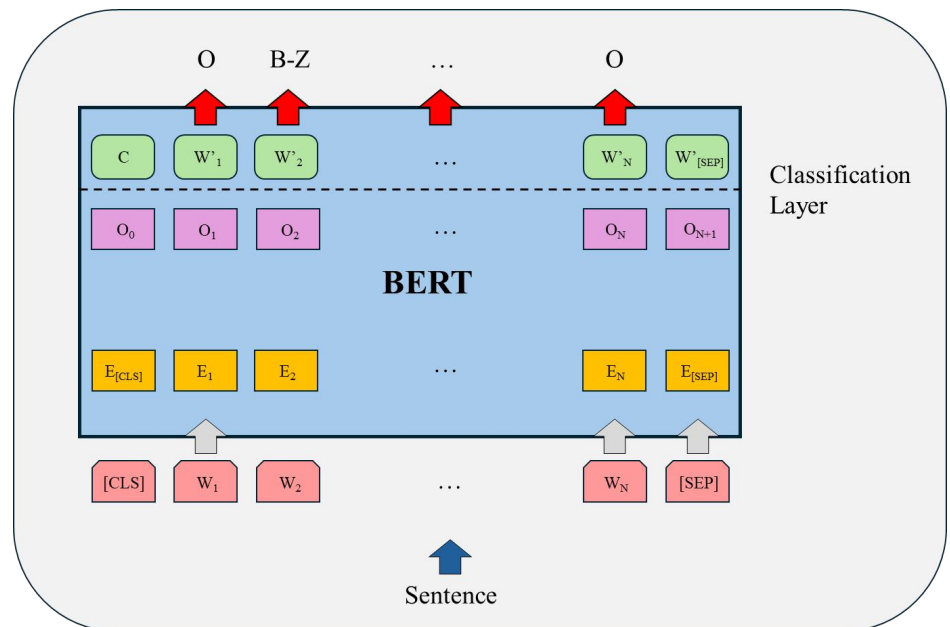 O B-Z … O
C W'₁ W'₂ … W'N W'[SEP]
Classification
Layer
O₀ O₁ O₂ … ON ON+1
BERT
E[CLS] E₁ E₂ … EN E[SEP]
[CLS] W₁ W₂ … WN [SEP]
Sentence